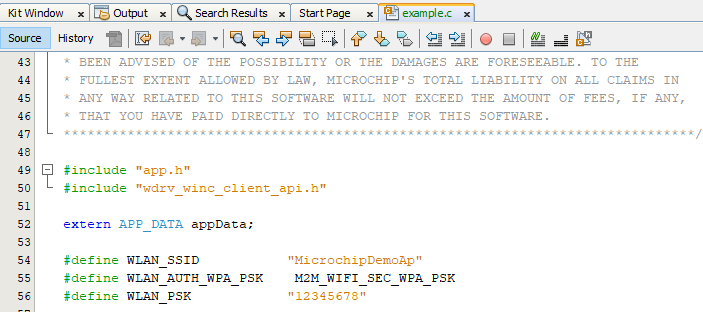 Kit Window Output Search Results Start Page example.c
Source History
43 * BEEN ADVISED OF THE POSSIBILITY OR THE DAMAGES ARE FORESEEABLE. TO THE
44 * FULLEST EXTENT ALLOWED BY LAW, MICROCHIP'S TOTAL LIABILITY ON ALL CLAIMS IN
45 * ANY WAY RELATED TO THIS SOFTWARE WILL NOT EXCEED THE AMOUNT OF FEES, IF ANY,
46 * THAT YOU HAVE PAID DIRECTLY TO MICROCHIP FOR THIS SOFTWARE.
47 *******************************************************************************/
48
49 #include "app.h"
50 #include "wdrv_winc_client_api.h"
51
52 extern APP_DATA appData;
53
54 #define WLAN_SSID "MicrochipDemoAp"
55 #define WLAN_AUTH_WPA_PSK M2M_WIFI_SEC_WPA_PSK
56 #define WLAN_PSK "12345678"